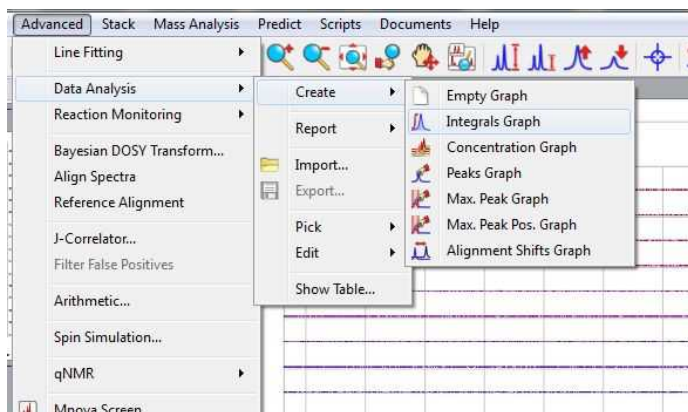 Advanced Stack Mass Analysis Predict Scripts Documents Help
Line Fitting
Data Analysis
Reaction Monitoring
Bayesian DOSY Transform...
Align Spectra
Reference Alignment
J-Correlator...
Filter False Positives
Arithmetic...
Spin Simulation...
qNMR
Mnova Screen
Create
Report
Import...
Export...
Pick
Edit
Show Table...
Empty Graph
Integrals Graph
Concentration Graph
Peaks Graph
Max. Peak Graph
Max. Peak Pos. Graph
Alignment Shifts Graph